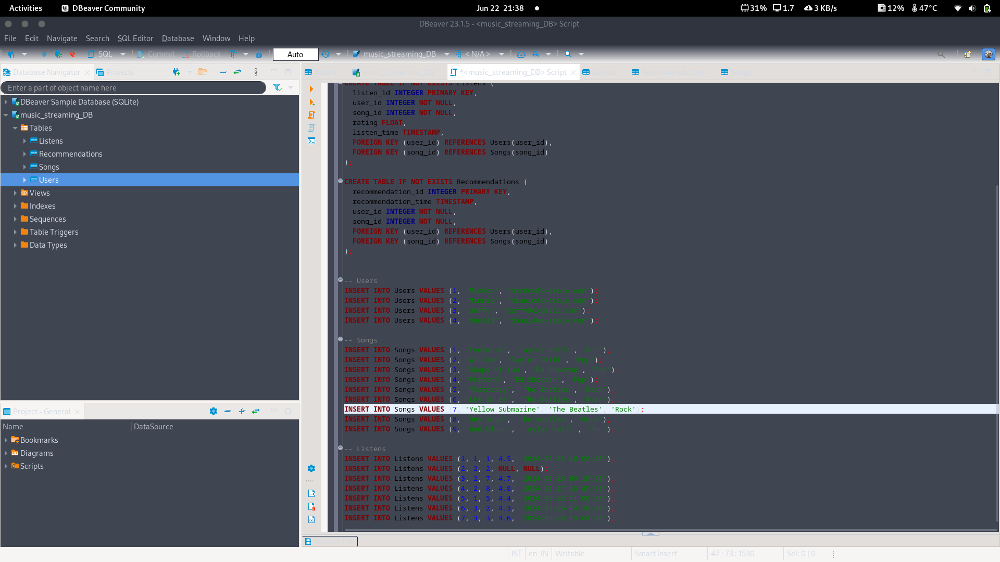 Activities
DBeaver Community
Jun 22 21:38
31%
1.7
3 KB/s
12%
47°C
DBeaver 23.1.5 - <music_streaming_DB> Script
File Edit Navigate Search SQL Editor Database Window Help
SQL Commit Rollback Auto music_streaming_DB < N/A >
Database Navigator
Projects
Enter a part of object name here
DBeaver Sample Database (SQLite)
music_streaming_DB
Tables
Listens
Recommendations
Songs
Users
Views
Indexes
Sequences
Table Triggers
Data Types
Project - General
Name DataSource
Bookmarks
Diagrams
Scripts
Album
music_streaming_DB
*<music_streaming_DB> Script
Listens
Recommendations
Songs
CREATE TABLE IF NOT EXISTS Listens (
listen_id INTEGER PRIMARY KEY,
user_id INTEGER NOT NULL,
song_id INTEGER NOT NULL,
rating FLOAT,
listen_time TIMESTAMP,
FOREIGN KEY (user_id) REFERENCES Users(user_id),
FOREIGN KEY (song_id) REFERENCES Songs(song_id)
);
CREATE TABLE IF NOT EXISTS Recommendations (
recommendation_id INTEGER PRIMARY KEY,
recommendation_time TIMESTAMP,
user_id INTEGER NOT NULL,
song_id INTEGER NOT NULL,
FOREIGN KEY (user_id) REFERENCES Users(user_id),
FOREIGN KEY (song_id) REFERENCES Songs(song_id)
);
-- Users
INSERT INTO Users VALUES (1, 'Mickey', 'mickey@example.com');
INSERT INTO Users VALUES (2, 'Minnie', 'minnie@example.com');
INSERT INTO Users VALUES (3, 
INSERT INTO Users VALUES (4, 'Donald', 'donald@example.com');
-- Songs
INSERT INTO Songs VALUES (1, 'Evermore', 'Taylor Swift', 'Pop');
INSERT INTO Songs VALUES (2, 'Willow', 'Taylor Swift', 'Pop');
INSERT INTO Songs VALUES (3, 'Shape of You', 'Ed Sheeran', 'Pop');
INSERT INTO Songs VALUES (4, 'Perfect', 'Ed Sheeran', 'Pop');
INSERT INTO Songs VALUES (5, 'Yesterday', 'The Beatles', 'Rock');
INSERT INTO Songs VALUES (6, 'Let It Be', 'The Beatles', 'Rock');
INSERT INTO Songs VALUES (7, 'Yellow Submarine', 'The Beatles', 'Rock');
INSERT INTO Songs VALUES (8, 'Hey Jude', 'The Beatles', 'Rock');
INSERT INTO Songs VALUES (9, 'Taylor Swift', 'Pop');
-- Listens
INSERT INTO Listens VALUES (1, 1, 1, 4.5,
INSERT INTO Listens VALUES (2, 2, 2, NULL, NULL);
INSERT INTO Listens VALUES (3, 2, 7, 4.7,
INSERT INTO Listens VALUES (4, 2, 8, 4.8,
INSERT INTO Listens VALUES (5, 1, 5, 4.4,
INSERT INTO Listens VALUES (6, 3, 2, 4.3,
INSERT INTO Listens VALUES (7, 3, 3, 4.6,
IST en_IN Writable Smart Insert 47 : 73 : 1530 Sel: 0 | 0